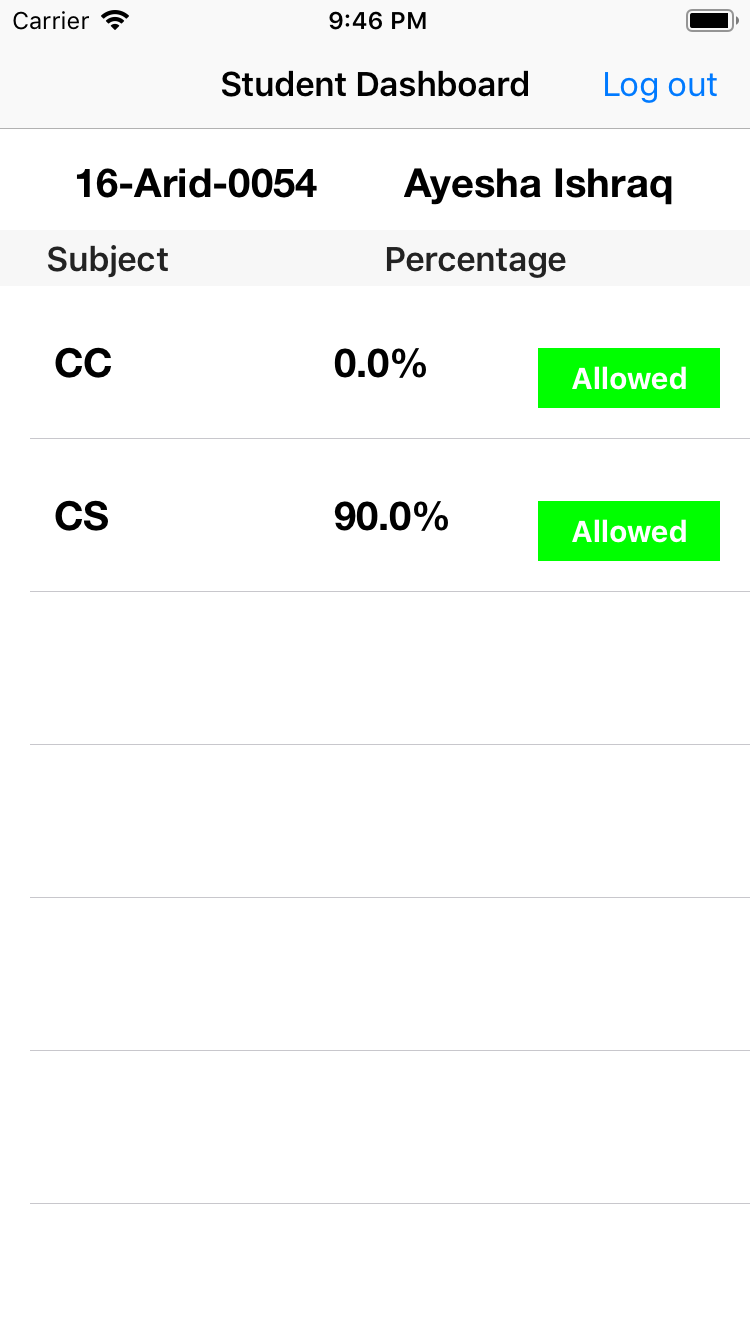 Carrier 9:46 PM
Student Dashboard Log out
16-Arid-0054 Ayesha Ishraq
Subject Percentage
CC 0.0% Allowed
CS 90.0% Allowed